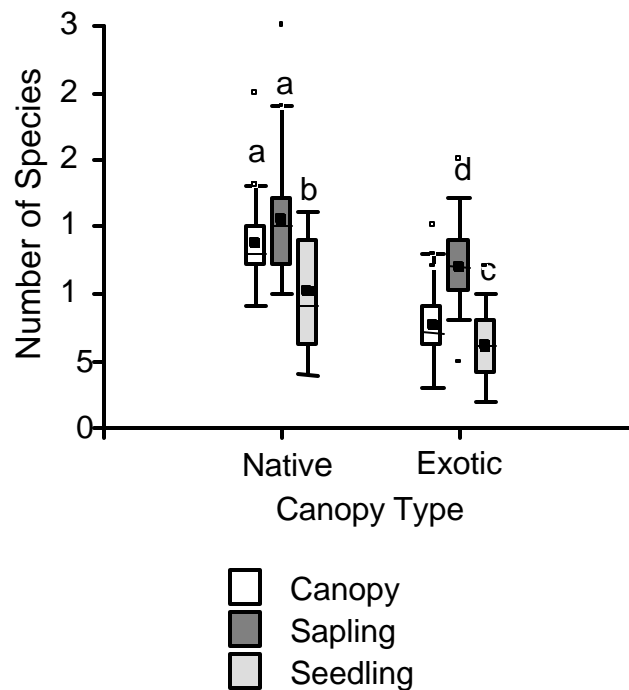 3
2
a
2
a
d
b
1
c
1
5
0
Number of Species
Native Exotic
Canopy Type
Canopy
Sapling
Seedling